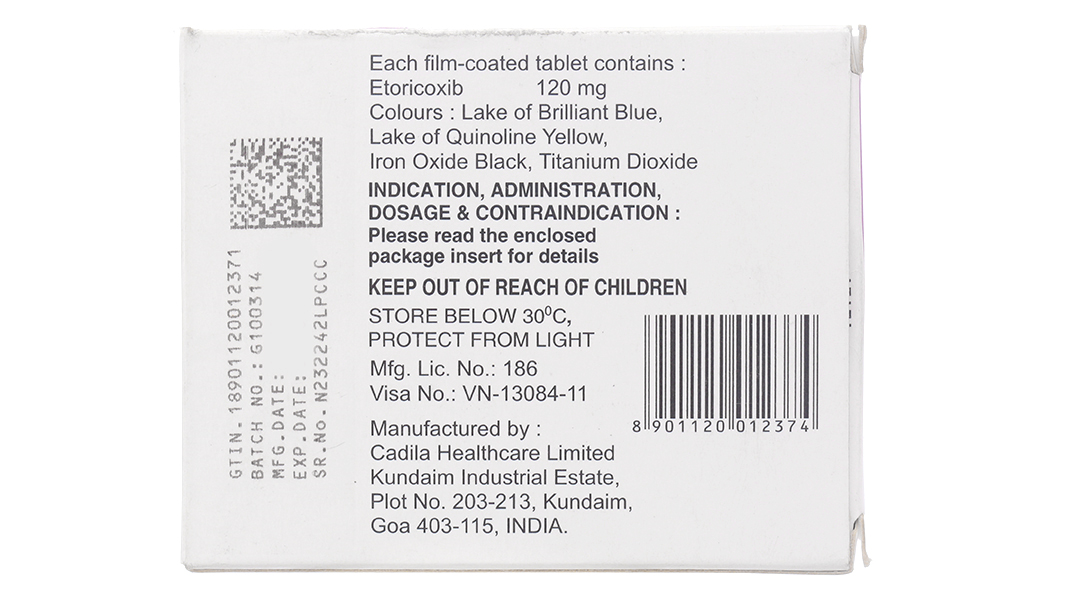 Each film-coated tablet contains :
Etoricoxib 120 mg
Colours : Lake of Brilliant Blue,
Lake of Quinoline Yellow,
Iron Oxide Black, Titanium Dioxide
INDICATION, ADMINISTRATION,
DOSAGE & CONTRAINDICATION :
Please read the enclosed
package insert for details
KEEP OUT OF REACH OF CHILDREN
STORE BELOW 30⁰C,
PROTECT FROM LIGHT
Mfg. Lic. No.: 186
Visa No.: VN-13084-11
Manufactured by :
Cadila Healthcare Limited
Kundaim Industrial Estate,
Plot No. 203-213, Kundaim,
Goa 403-115, INDIA.
8 901120 012374
GTIN.18901120012371
BATCH NO.:G100314
MFG.DATE:
EXP.DATE:
SR.No.N232242LPCCC